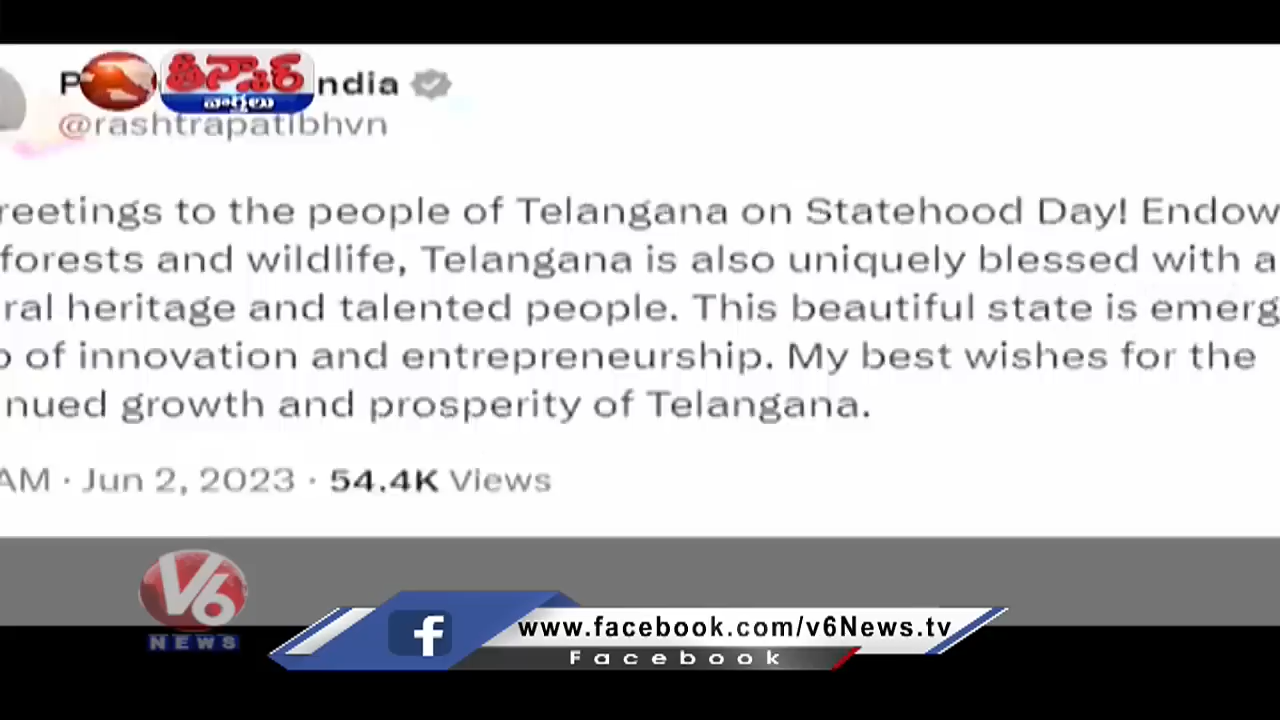 తీన్మార్
వార్తలు
P ndia
@rashtrapatibhvn
reetings to the people of Telangana on Statehood Day! Endow
forests and wildlife, Telangana is also uniquely blessed with a
ral heritage and talented people. This beautiful state is emerg
of innovation and entrepreneurship. My best wishes for the
nued growth and prosperity of Telangana.
AM · Jun 2, 2023 · 54.4K Views
V6
NEWS
f
www.facebook.com/v6News.tv
Facebook